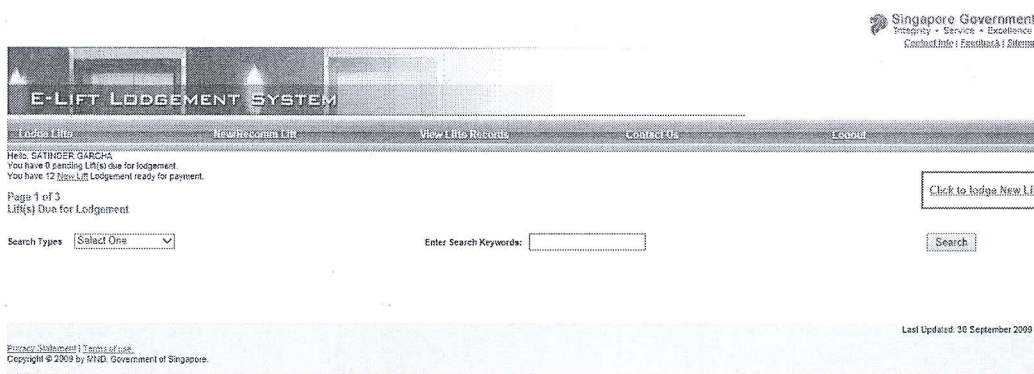 Singapore Government
Integrity • Service • Excellence
Contact Info | Feedback | Sitema
E-LIFT LODGEMENT SYSTEM
Lodge Lifts New/Recomm Lift View Lifts Records Contact Us Logout
Hello, SATINDER GARCHA
You have 0 pending Lift(s) due for lodgement.
You have 12 New Lift Lodgement ready for payment.
Click to lodge New Li
Page 1 of 3
Lift(s) Due for Lodgement
Search Types Select One Enter Search Keywords: Search
Last Updated: 30 September 2009
Privacy Statement | Terms of use
Copyright © 2009 by MND, Government of Singapore.